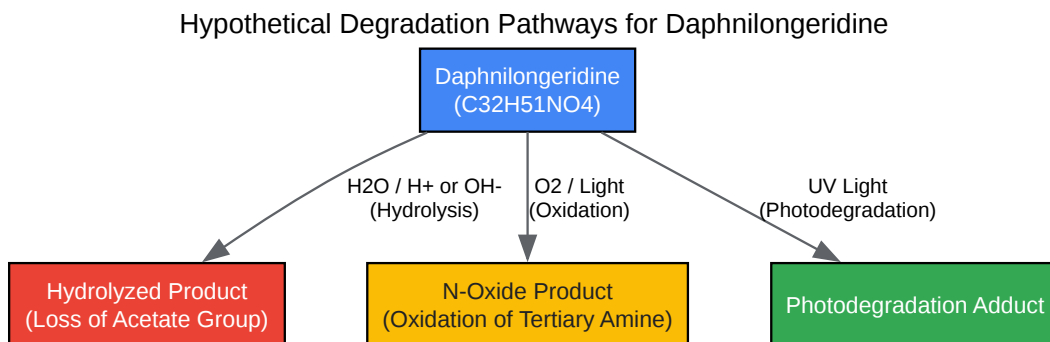 Hypothetical Degradation Pathways for Daphnilongeridine
Daphnilongeridine
(C32H51NO4)
H2O / H+ or OH-
(Hydrolysis)
O2 / Light
(Oxidation)
UV Light
(Photodegradation)
Hydrolyzed Product
(Loss of Acetate Group)
N-Oxide Product
(Oxidation of Tertiary Amine)
Photodegradation Adduct